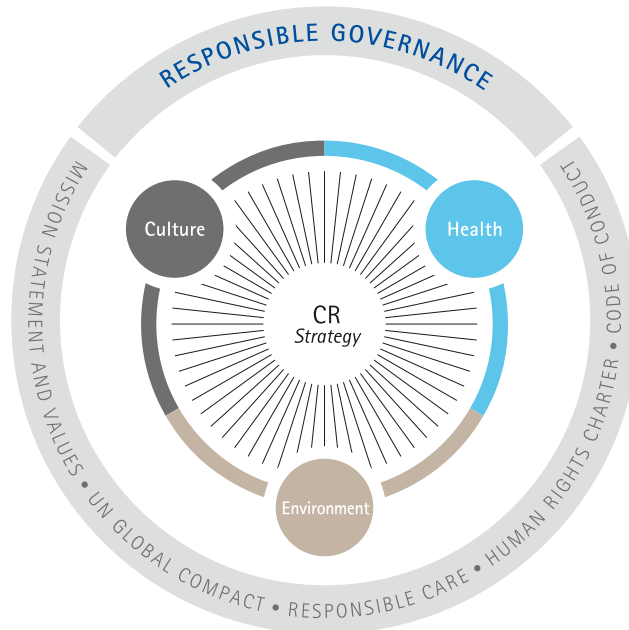 RESPONSIBLE GOVERNANCE
Culture
Health
CR
Strategy
Environment
MISSION STATEMENT AND VALUES • UN GLOBAL COMPACT • RESPONSIBLE CARE • HUMAN RIGHTS CHARTER • CODE OF CONDUCT